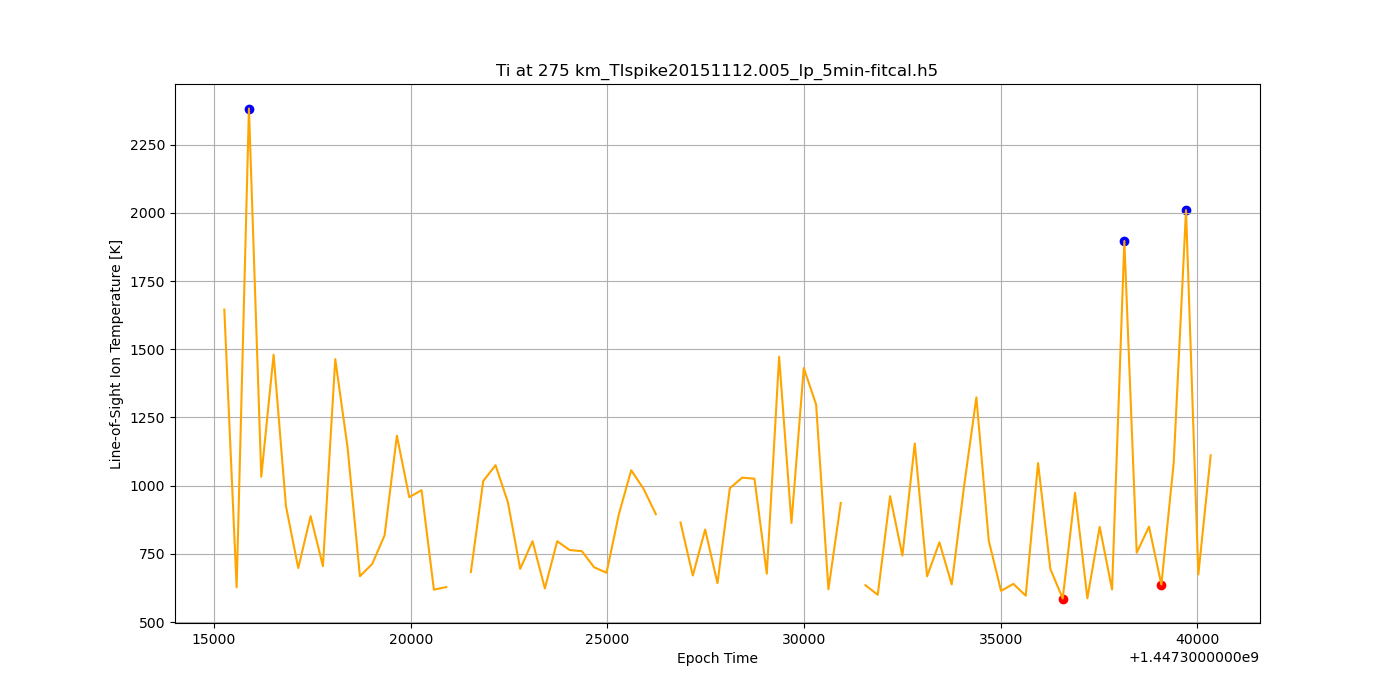 Ti at 275 km_TIspike20151112.005_lp_5min-fitcal.h5
Line-of-Sight Ion Temperature [K]
2250
2000
1750
1500
1250
1000
750
500
15000 20000 25000 30000 35000 40000
Epoch Time
+1.4473000000e9